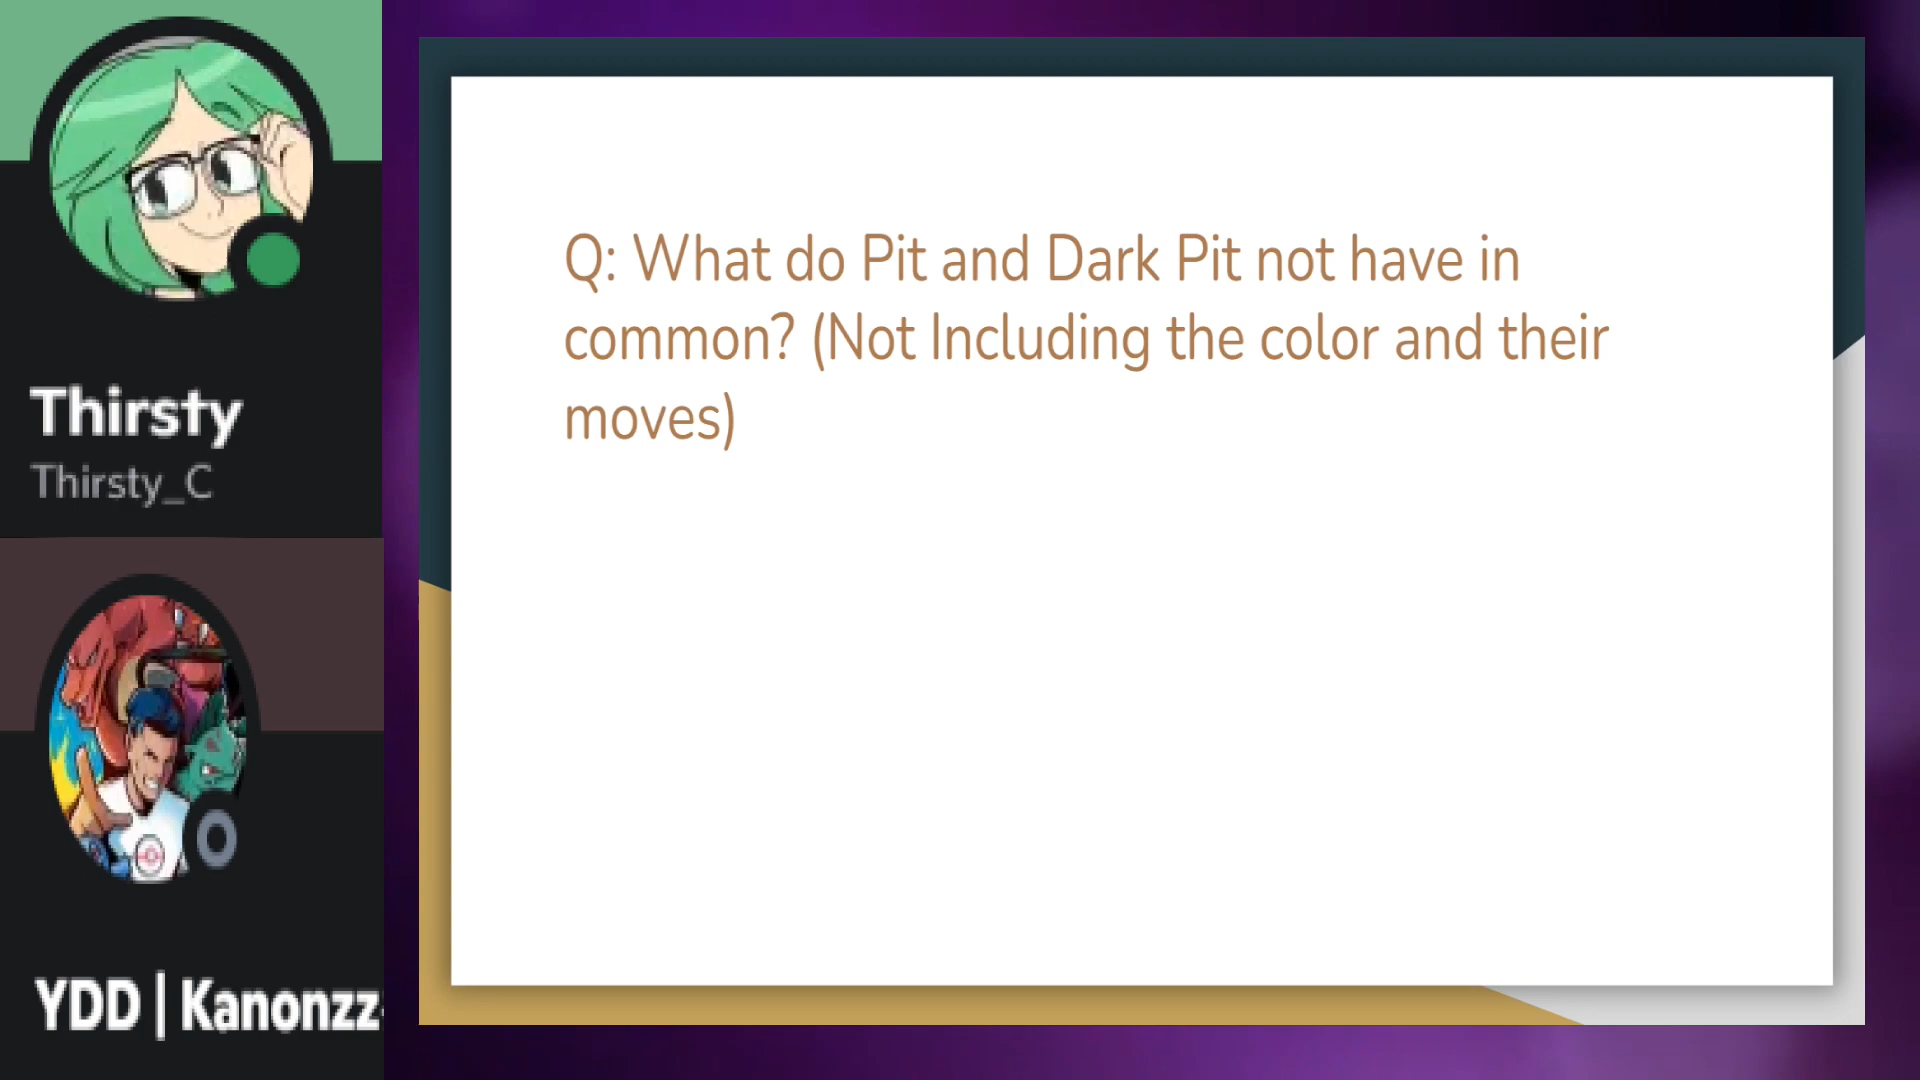 Thirsty
Thirsty_C
YDD | Kanonzz
Q: What do Pit and Dark Pit not have in
common? (Not Including the color and their
moves)